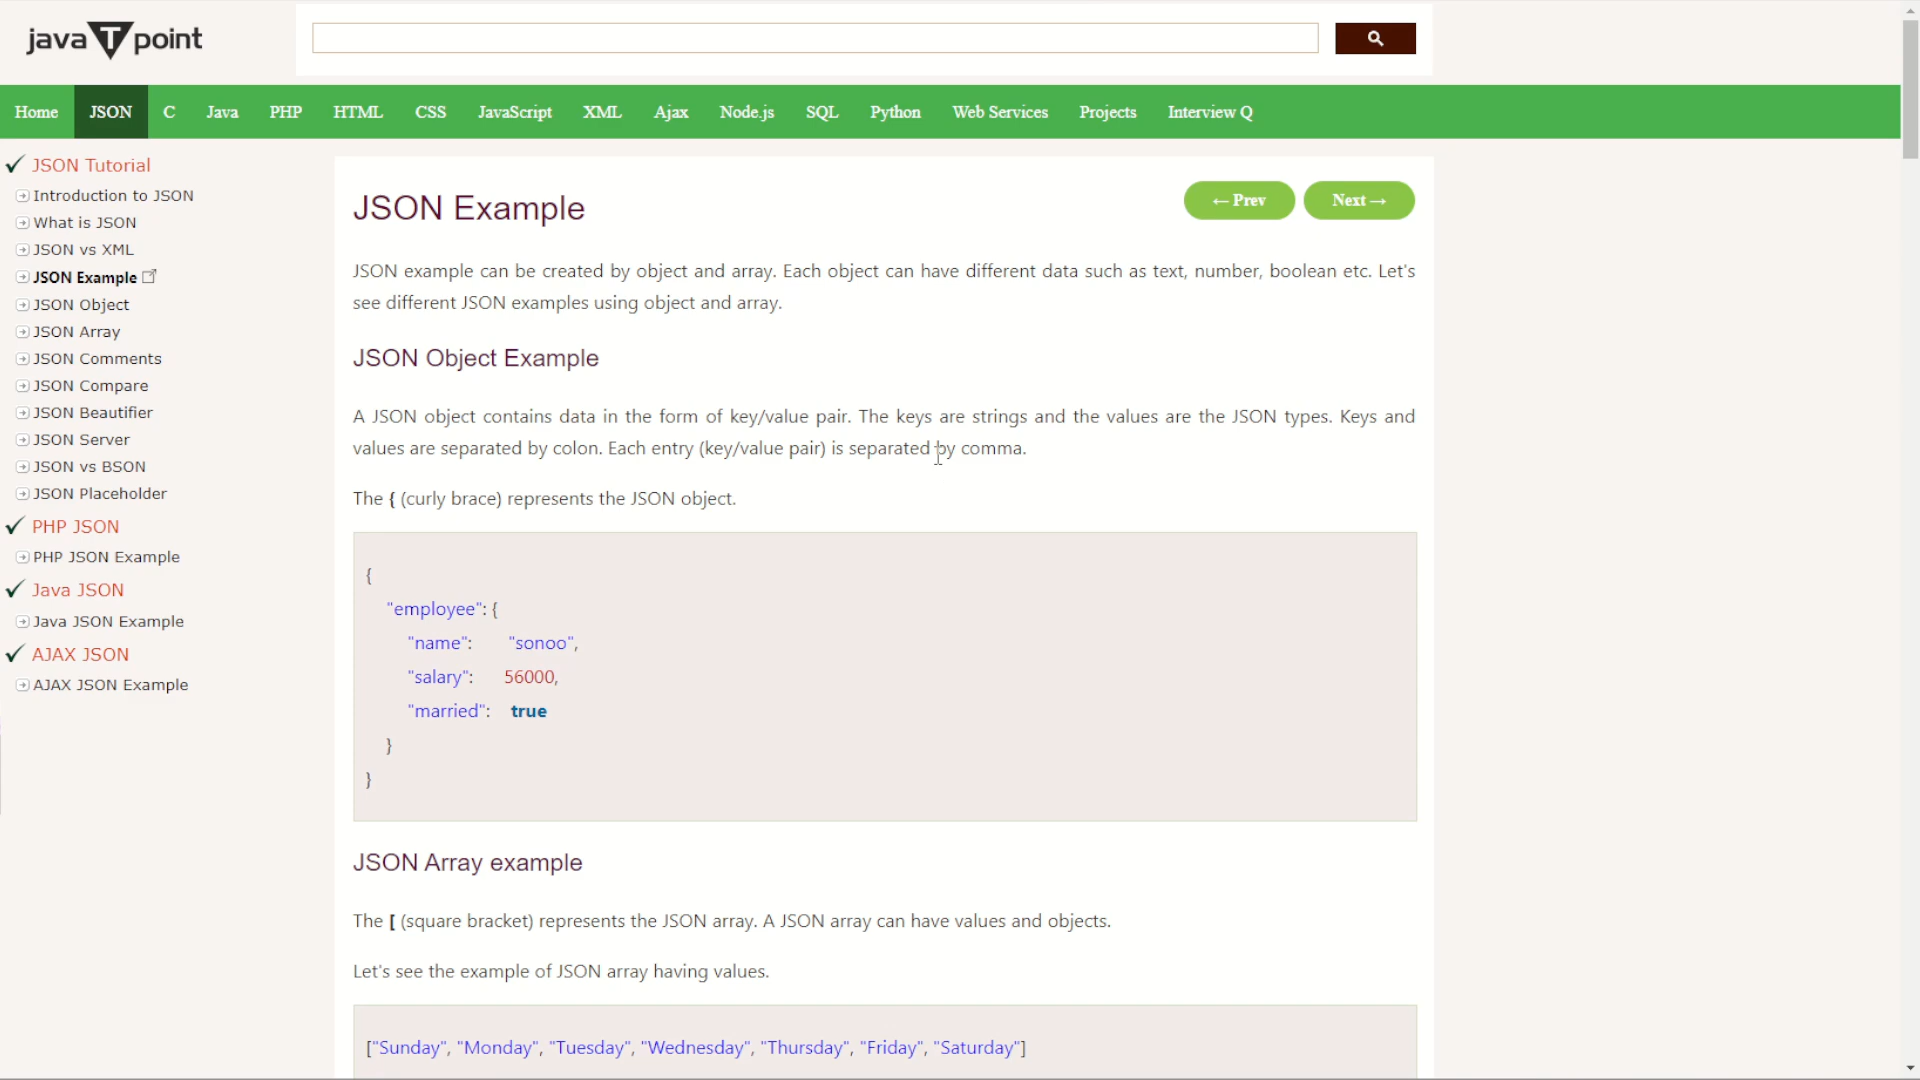 javaTpoint
Home JSON C Java PHP HTML CSS JavaScript XML Ajax Node.js SQL Python Web Services Projects Interview Q
JSON Tutorial
Introduction to JSON
What is JSON
JSON vs XML
JSON Example
JSON Object
JSON Array
JSON Comments
JSON Compare
JSON Beautifier
JSON Server
JSON vs BSON
JSON Placeholder
PHP JSON
PHP JSON Example
Java JSON
Java JSON Example
AJAX JSON
AJAX JSON Example
JSON Example
← Prev
Next →
JSON example can be created by object and array. Each object can have different data such as text, number, boolean etc. Let's
see different JSON examples using object and array.
JSON Object Example
A JSON object contains data in the form of key/value pair. The keys are strings and the values are the JSON types. Keys and
values are separated by colon. Each entry (key/value pair) is separated by comma.
The { (curly brace) represents the JSON object.
{
"employee": {
"name": "sonoo",
"salary": 56000,
"married": true
}
}
JSON Array example
The [ (square bracket) represents the JSON array. A JSON array can have values and objects.
Let's see the example of JSON array having values.
["Sunday", "Monday", "Tuesday", "Wednesday", "Thursday", "Friday", "Saturday"]